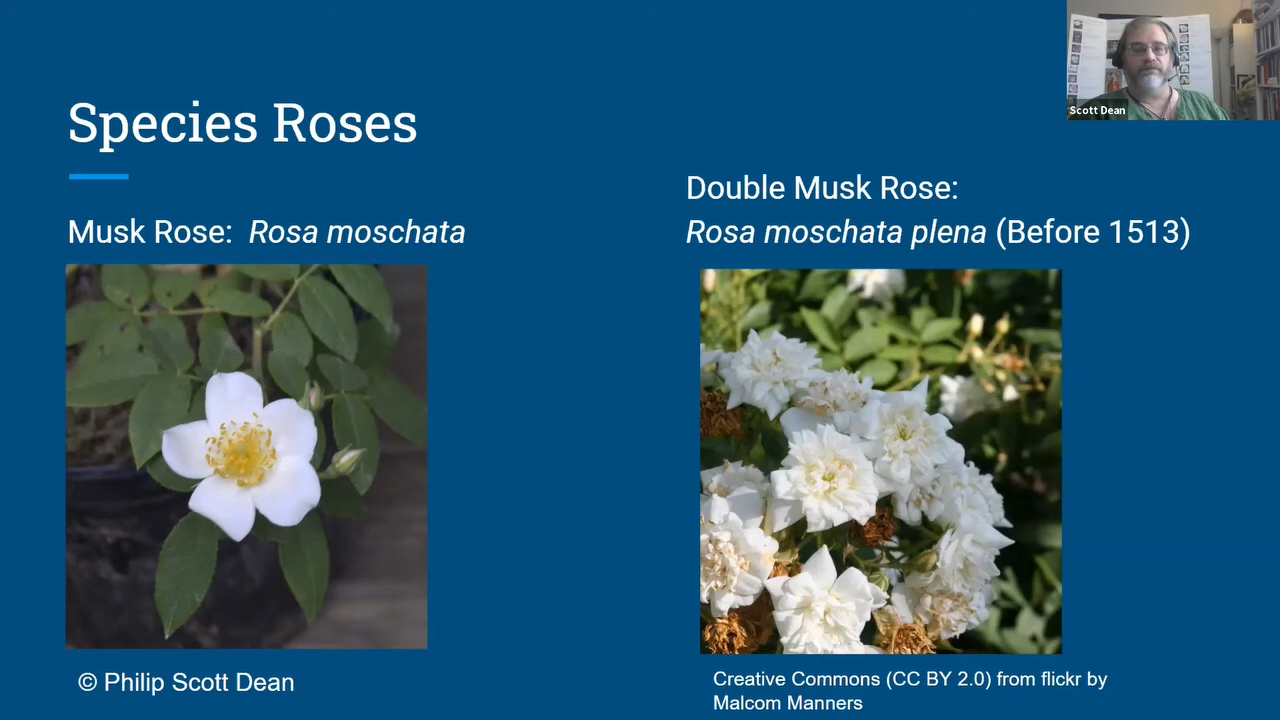 Species Roses
Musk Rose: Rosa moschata
Double Musk Rose:
Rosa moschata plena (Before 1513)
© Philip Scott Dean
Creative Commons (CC BY 2.0) from flickr by
Malcom Manners
Scott Dean